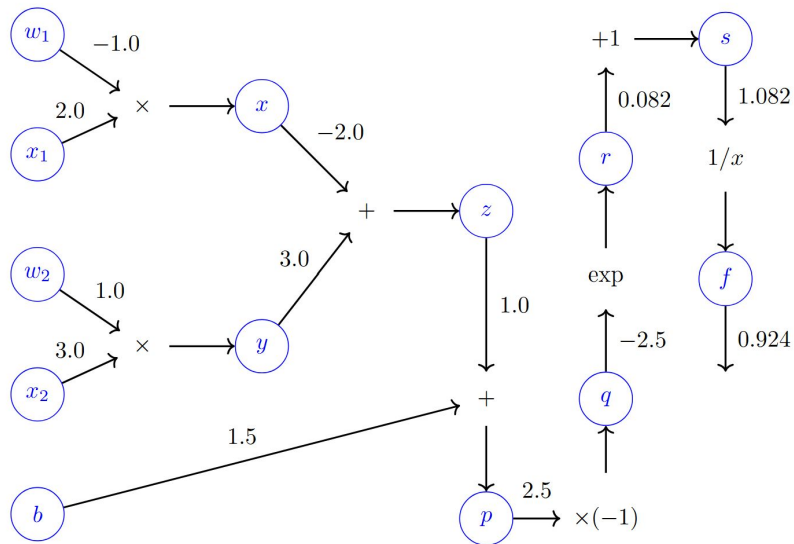 w₁
−1.0
×
2.0
x₁
x
−2.0
+
z
w₂
1.0
×
3.0
x₂
y
3.0
1.0
+
1.5
b
p
2.5
×(−1)
q
−2.5
exp
r
0.082
+1
s
1.082
1/x
f
0.924